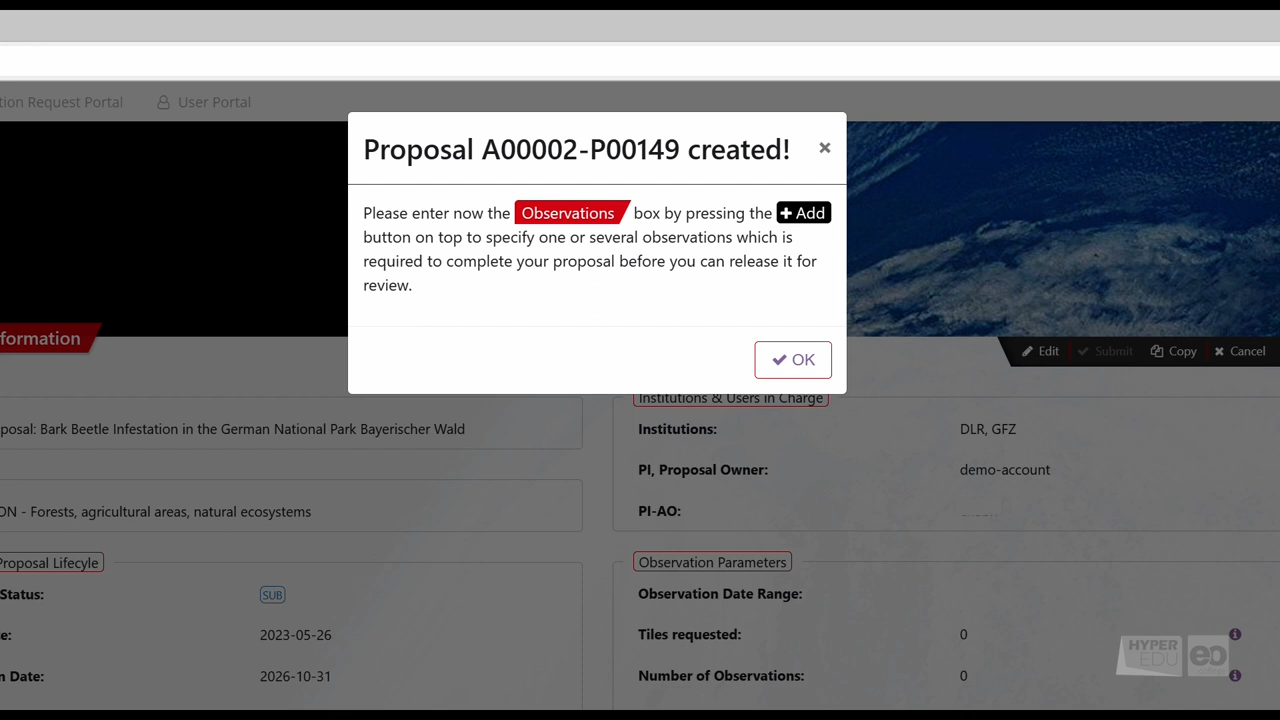 tion Request Portal
User Portal
Proposal A00002-P00149 created!
×
Please enter now the Observations box by pressing the + Add
button on top to specify one or several observations which is
required to complete your proposal before you can release it for
review.
OK
formation
Edit
Submit
Copy
Cancel
Institutions & Users in Charge
posal: Bark Beetle Infestation in the German National Park Bayerischer Wald
Institutions: DLR, GFZ
PI, Proposal Owner: demo-account
ON - Forests, agricultural areas, natural ecosystems
PI-AO:
Proposal Lifecyle
Observation Parameters
Status: SUB
Observation Date Range:
te: 2023-05-26
Tiles requested: 0
n Date: 2026-10-31
Number of Observations: 0
HYPER
EDU
eo